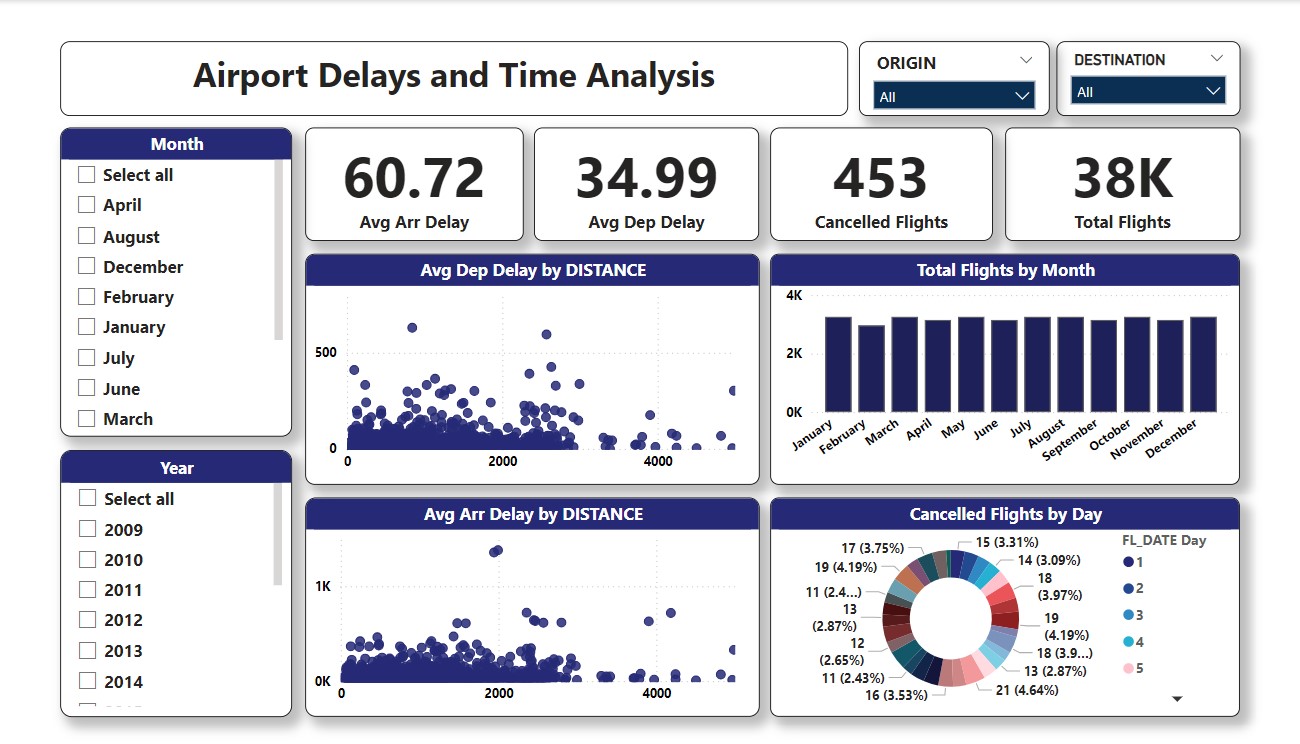 Airport Delays and Time Analysis
ORIGIN
All
DESTINATION
All
Month
Select all
April
August
December
February
January
July
June
March
Year
Select all
2009
2010
2011
2012
2013
2014
60.72
Avg Arr Delay
34.99
Avg Dep Delay
453
Cancelled Flights
38K
Total Flights
Avg Dep Delay by DISTANCE
500
0
0
2000
4000
Total Flights by Month
4K
2K
0K
January
February
March
April
May
June
July
August
September
October
November
December
Avg Arr Delay by DISTANCE
1K
0K
0
2000
4000
Cancelled Flights by Day
15 (3.31%)
14 (3.09%)
18
(3.97%)
19
(4.19%)
18 (3.9...)
13 (2.87%)
21 (4.64%)
16 (3.53%)
11 (2.43%)
12
(2.65%)
13
(2.87%)
11 (2.4...)
19 (4.19%)
17 (3.75%)
FL_DATE Day
1
2
3
4
5